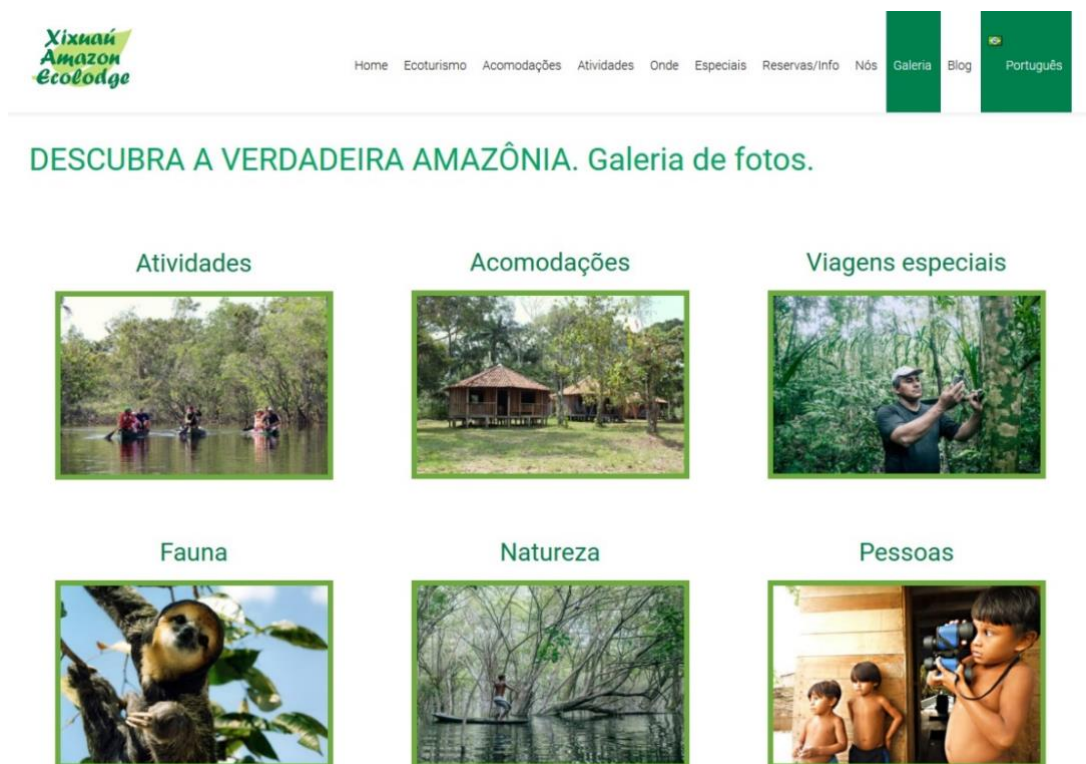 Xixuaú
Amazon
Ecolodge
Home Ecoturismo Acomodações Atividades Onde Especiais Reservas/Info Nós Galeria Blog Português
DESCUBRA A VERDADEIRA AMAZÔNIA. Galeria de fotos.
Atividades Acomodações Viagens especiais
Fauna Natureza Pessoas